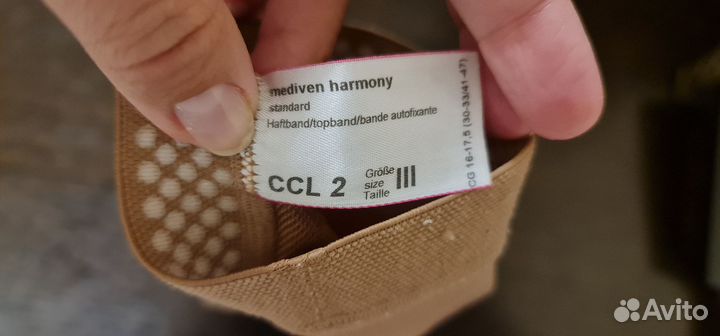 mediven harmony
standard
Haftband/topband/bande autofixante
CCL 2
Größe
size III
Taille
CG 16-17,5 (30-33/41-47)
Avito